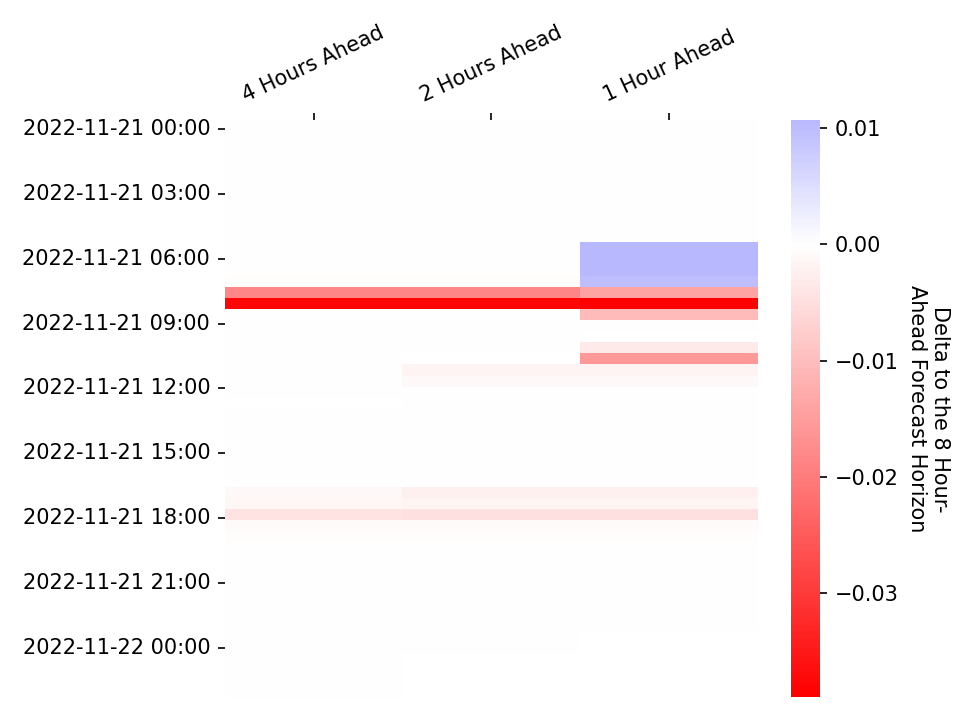 4 Hours Ahead
2 Hours Ahead
1 Hour Ahead
2022-11-21 00:00
2022-11-21 03:00
2022-11-21 06:00
2022-11-21 09:00
2022-11-21 12:00
2022-11-21 15:00
2022-11-21 18:00
2022-11-21 21:00
2022-11-22 00:00
0.01
0.00
−0.01
−0.02
−0.03
Delta to the 8 Hour-
Ahead Forecast Horizon